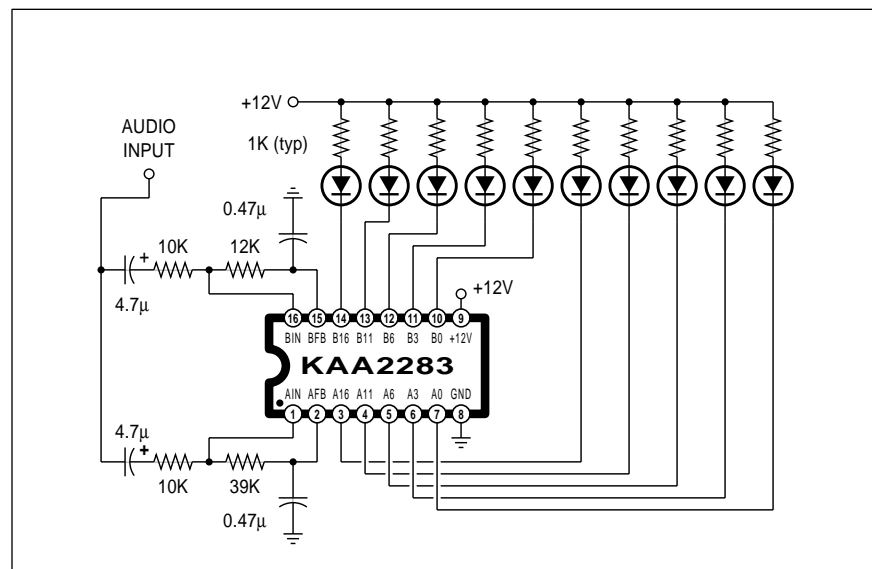 +12V
AUDIO
INPUT
1K (typ)
0.47µ
10K
12K
+
4.7µ
+12V
16 15 14 13 12 11 10 9
BIN BFB B16 B11 B6 B3 B0 +12V
KAA2283
AIN AFB A16 A11 A6 A3 A0 GND
1 2 3 4 5 6 7 8
4.7µ
+
10K
39K
0.47µ